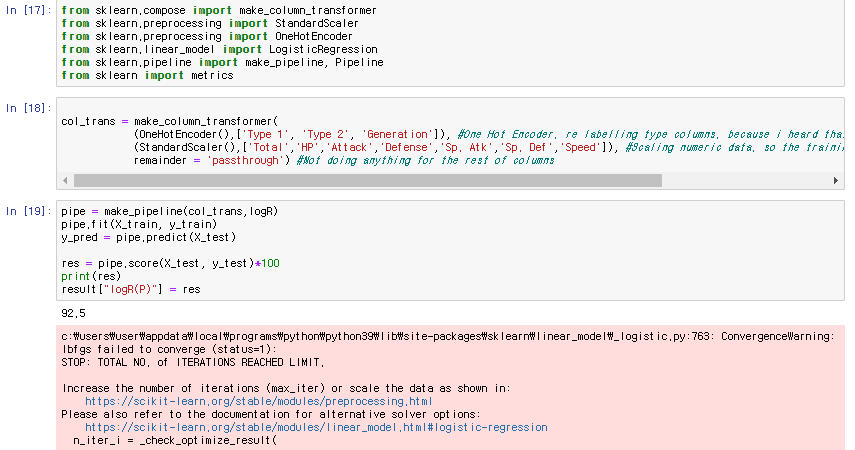 In [17]:
from sklearn.compose import make_column_transformer
from sklearn.preprocessing import StandardScaler
from sklearn.preprocessing import OneHotEncoder
from sklearn.linear_model import LogisticRegression
from sklearn.pipeline import make_pipeline, Pipeline
from sklearn import metrics
In [18]:
col_trans = make_column_transformer(
(OneHotEncoder(),['Type 1', 'Type 2', 'Generation']), #One Hot Encoder, re labelling type columns, because i heard tha
(StandardScaler(),['Total','HP','Attack','Defense','Sp. Atk','Sp. Def','Speed']), #Scaling numeric data, so the traini
remainder = 'passthrough') #Not doing anything for the rest of columns
In [19]:
pipe = make_pipeline(col_trans,logR)
pipe.fit(X_train, y_train)
y_pred = pipe.predict(X_test)
res = pipe.score(X_test, y_test)*100
print(res)
result["logR(P)"] = res
92.5
c:₩users₩user₩appdata₩local₩programs₩python₩python39₩lib₩site-packages₩sklearn₩linear_model₩_logistic.py:763: ConvergenceWarning:
lbfgs failed to converge (status=1):
STOP: TOTAL NO. of ITERATIONS REACHED LIMIT.
Increase the number of iterations (max_iter) or scale the data as shown in:
https://scikit-learn.org/stable/modules/preprocessing.html
Please also refer to the documentation for alternative solver options:
https://scikit-learn.org/stable/modules/linear_model.html#logistic-regression
n_iter_i = _check_optimize_result(